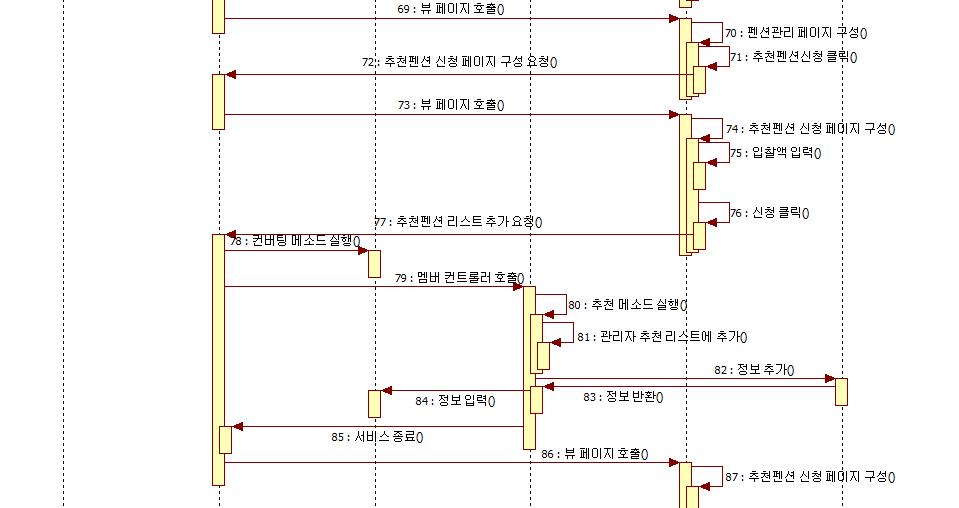 69 : 뷰 페이지 호출()
70 : 펜션관리 페이지 구성()
71 : 추천펜션신청 클릭()
72 : 추천펜션 신청 페이지 구성 요청()
73 : 뷰 페이지 호출()
74 : 추천펜션 신청 페이지 구성()
75 : 입찰액 입력()
76 : 신청 클릭()
77 : 추천펜션 리스트 추가 요청()
78 : 컨버팅 메소드 실행()
79 : 멤버 컨트롤러 호출()
80 : 추천 메소드 실행()
81 : 관리자 추천 리스트에 추가()
82 : 정보 추가()
83 : 정보 반환()
84 : 정보 입력()
85 : 서비스 종료()
86 : 뷰 페이지 호출()
87 : 추천펜션 신청 페이지 구성()